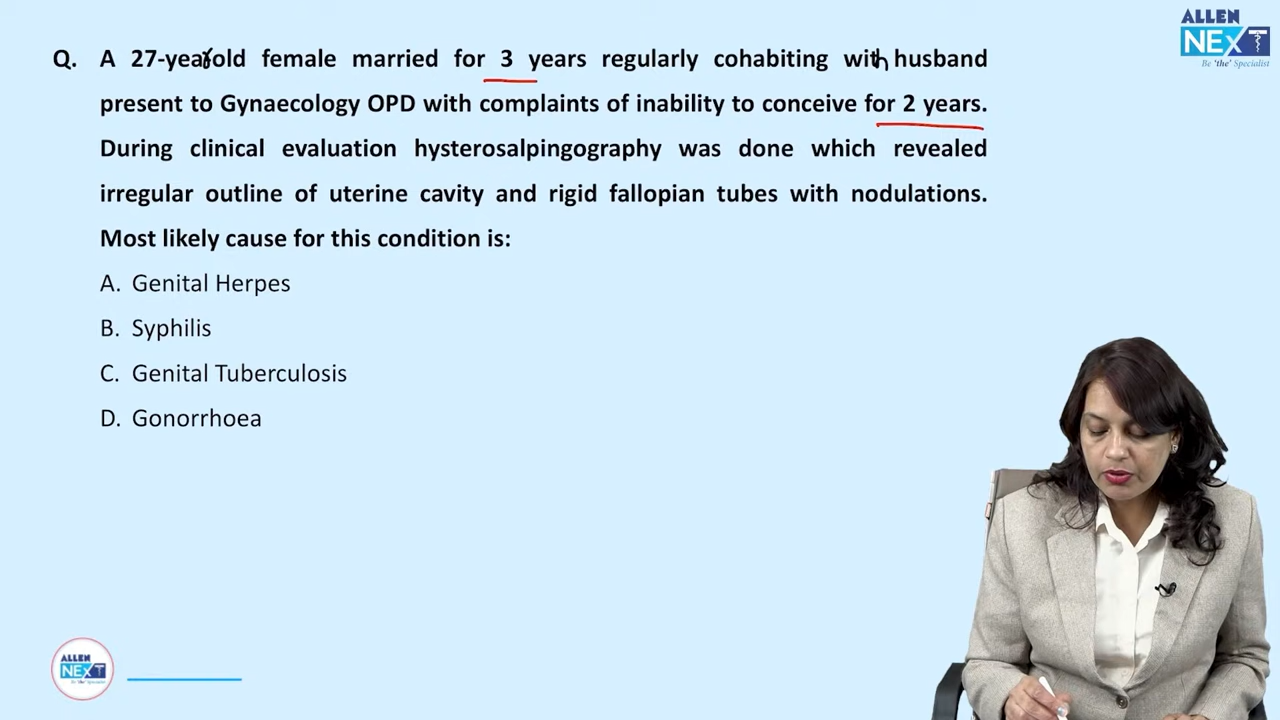 ALLEN
NEXT
Be 'the' Specialist
Q. A 27-year old female married for 3 years regularly cohabiting with husband
present to Gynaecology OPD with complaints of inability to conceive for 2 years.
During clinical evaluation hysterosalpingography was done which revealed
irregular outline of uterine cavity and rigid fallopian tubes with nodulations.
Most likely cause for this condition is:
A. Genital Herpes
B. Syphilis
C. Genital Tuberculosis
D. Gonorrhoea
ALLEN
NEXT
Be 'the' Specialist